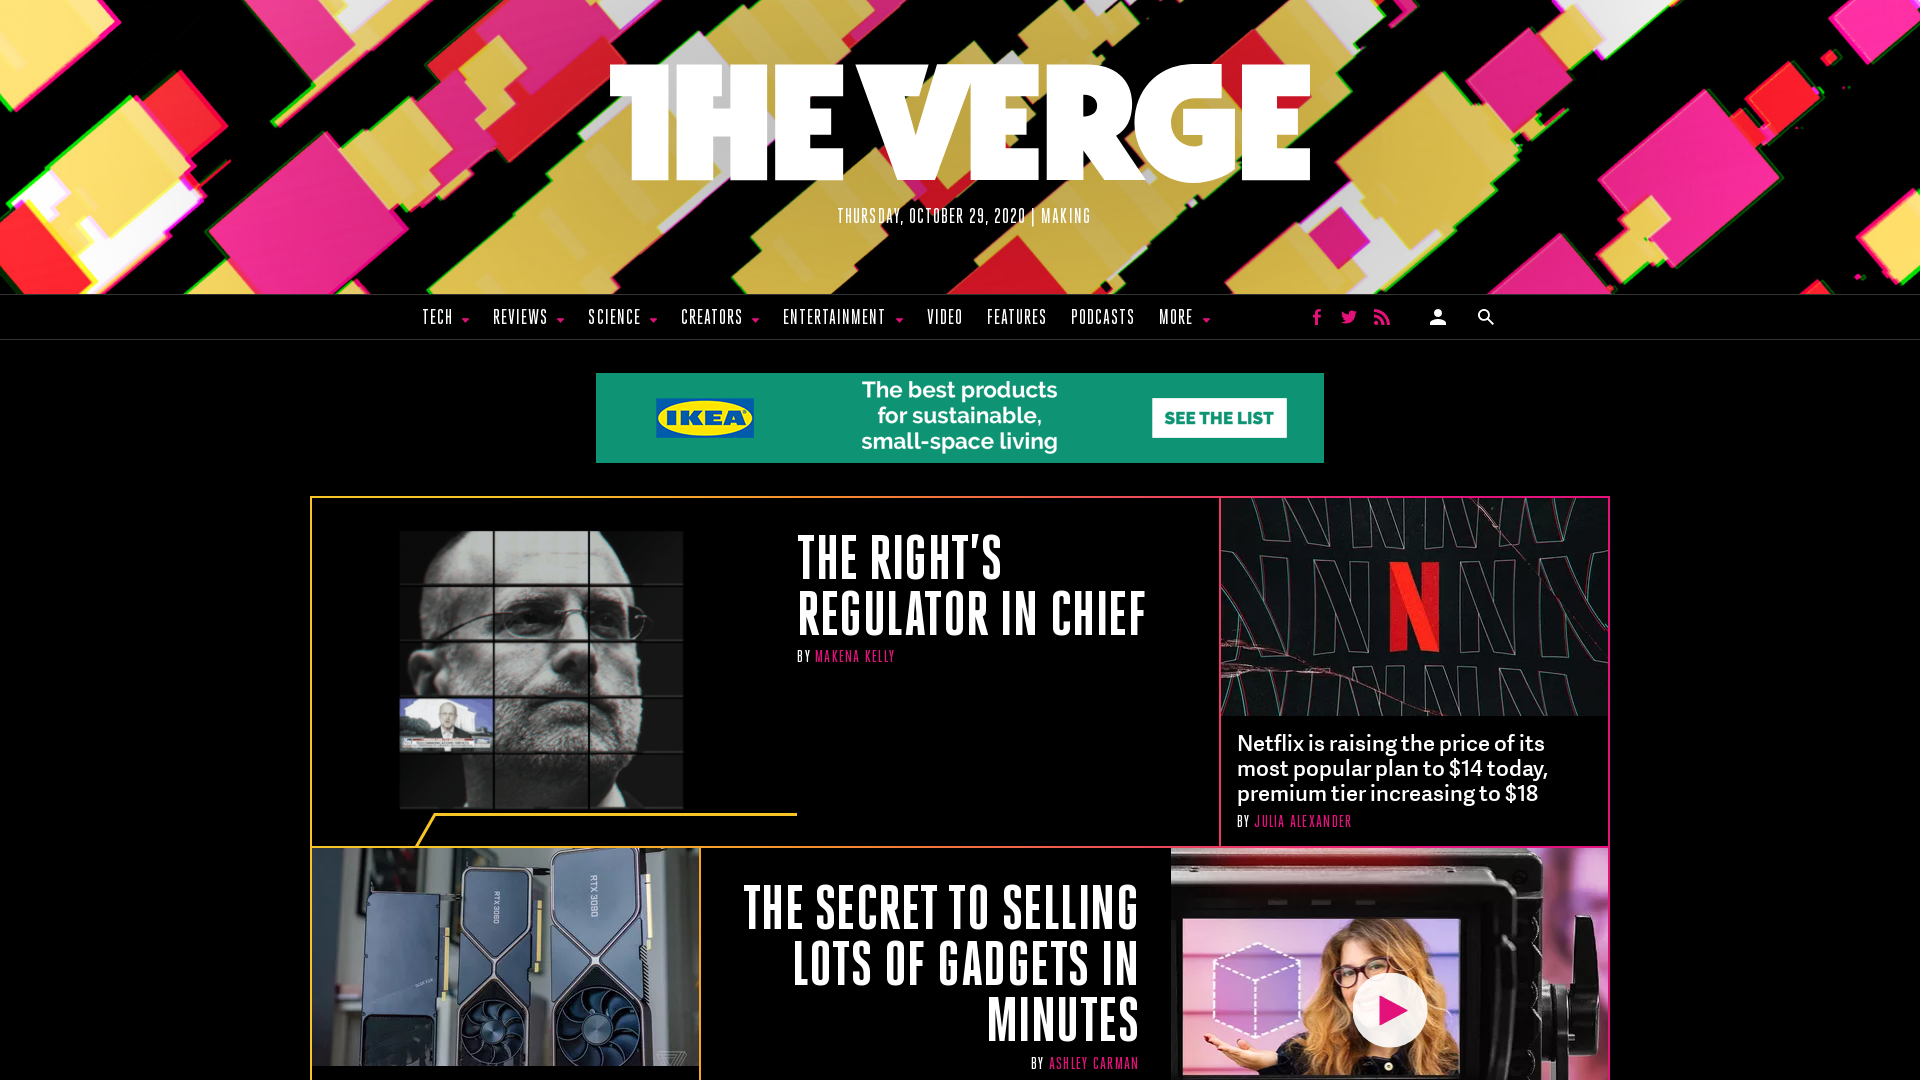 THE VERGE
THURSDAY, OCTOBER 29, 2020 | MAKING
TECH REVIEWS SCIENCE CREATORS ENTERTAINMENT VIDEO FEATURES PODCASTS MORE
IKEA
The best products
for sustainable,
small-space living
SEE THE LIST
THE RIGHT'S
REGULATOR IN CHIEF
BY MAKENA KELLY
Netflix is raising the price of its
most popular plan to $14 today,
premium tier increasing to $18
BY JULIA ALEXANDER
RTX 3080
RTX 3090
THE SECRET TO SELLING
LOTS OF GADGETS IN
MINUTES
BY ASHLEY CARMAN